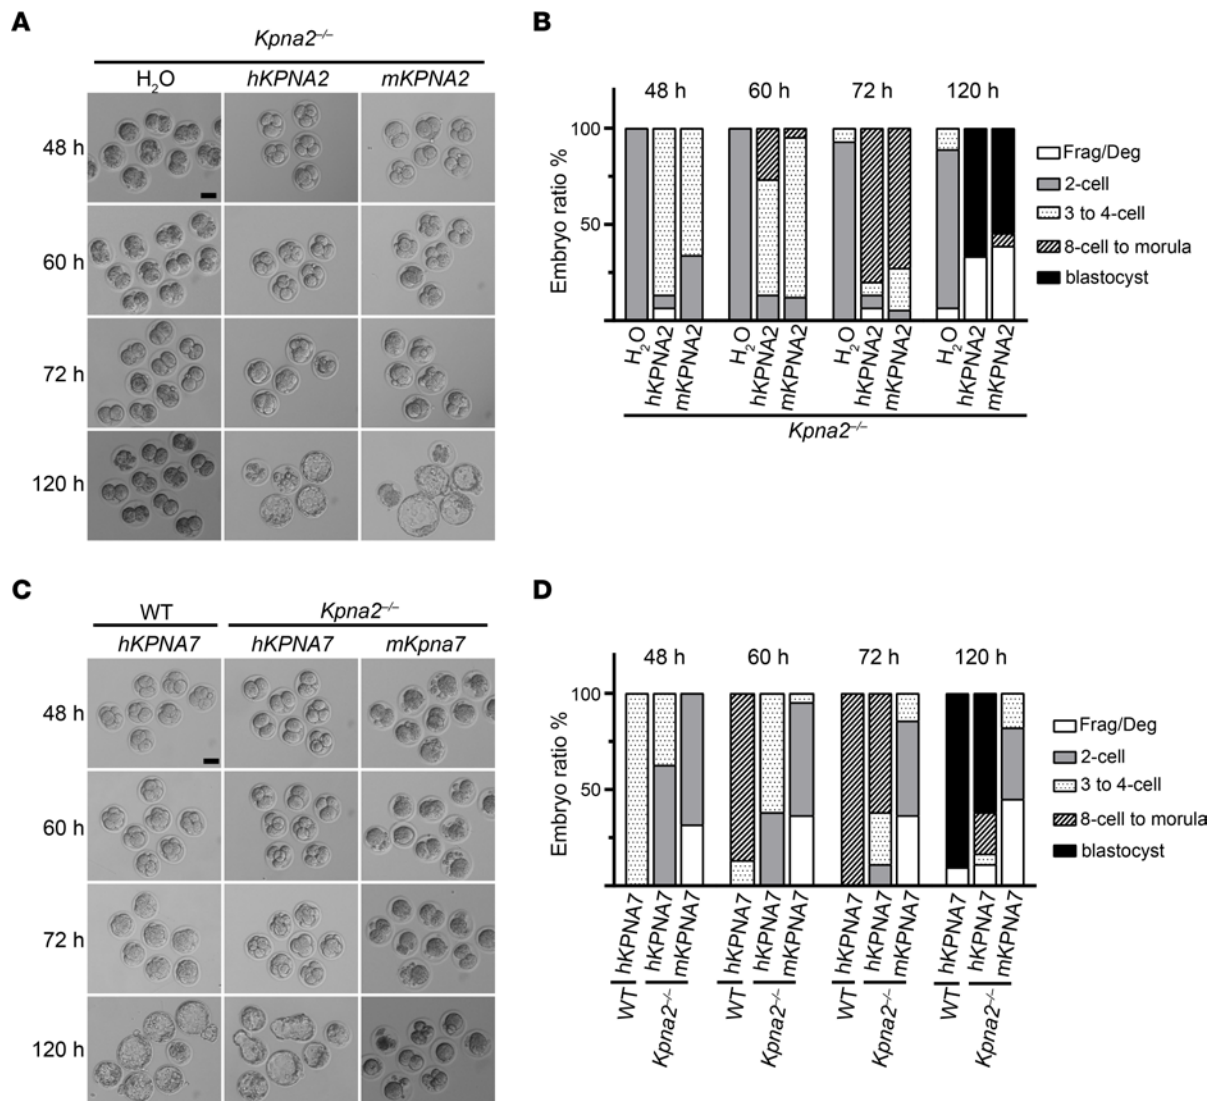 A
Kpna2–/–
H2O hKPNA2 mKPNA2
48 h
60 h
72 h
120 h
B
48 h 60 h 72 h 120 h
100
50
Embryo ratio %
Frag/Deg
2-cell
3 to 4-cell
8-cell to morula
blastocyst
H2O hKPNA2 mKPNA2 H2O hKPNA2 mKPNA2 H2O hKPNA2 mKPNA2 H2O hKPNA2 mKPNA2
Kpna2–/–
C
WT Kpna2–/–
hKPNA7 hKPNA7 mKpna7
48 h
60 h
72 h
120 h
D
48 h 60 h 72 h 120 h
100
50
Embryo ratio %
Frag/Deg
2-cell
3 to 4-cell
8-cell to morula
blastocyst
hKPNA7 hKPNA7 mKPNA7 hKPNA7 hKPNA7 mKPNA7 hKPNA7 hKPNA7 mKPNA7 hKPNA7 hKPNA7 mKPNA7
WT Kpna2–/– WT Kpna2–/– WT Kpna2–/– WT Kpna2–/–